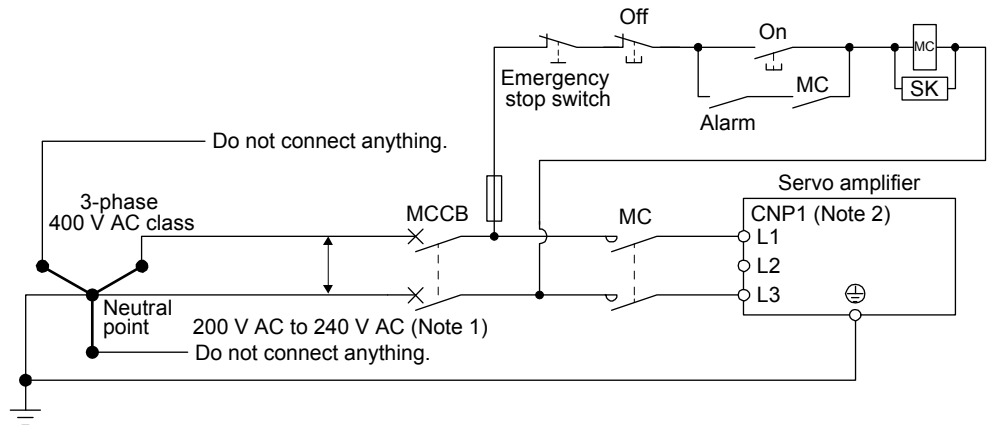 Off
On
MC
Emergency
stop switch
MC
SK
Alarm
Do not connect anything.
3-phase
400 V AC class
MCCB
MC
Servo amplifier
CNP1 (Note 2)
L1
L2
L3
Neutral
point
200 V AC to 240 V AC (Note 1)
Do not connect anything.